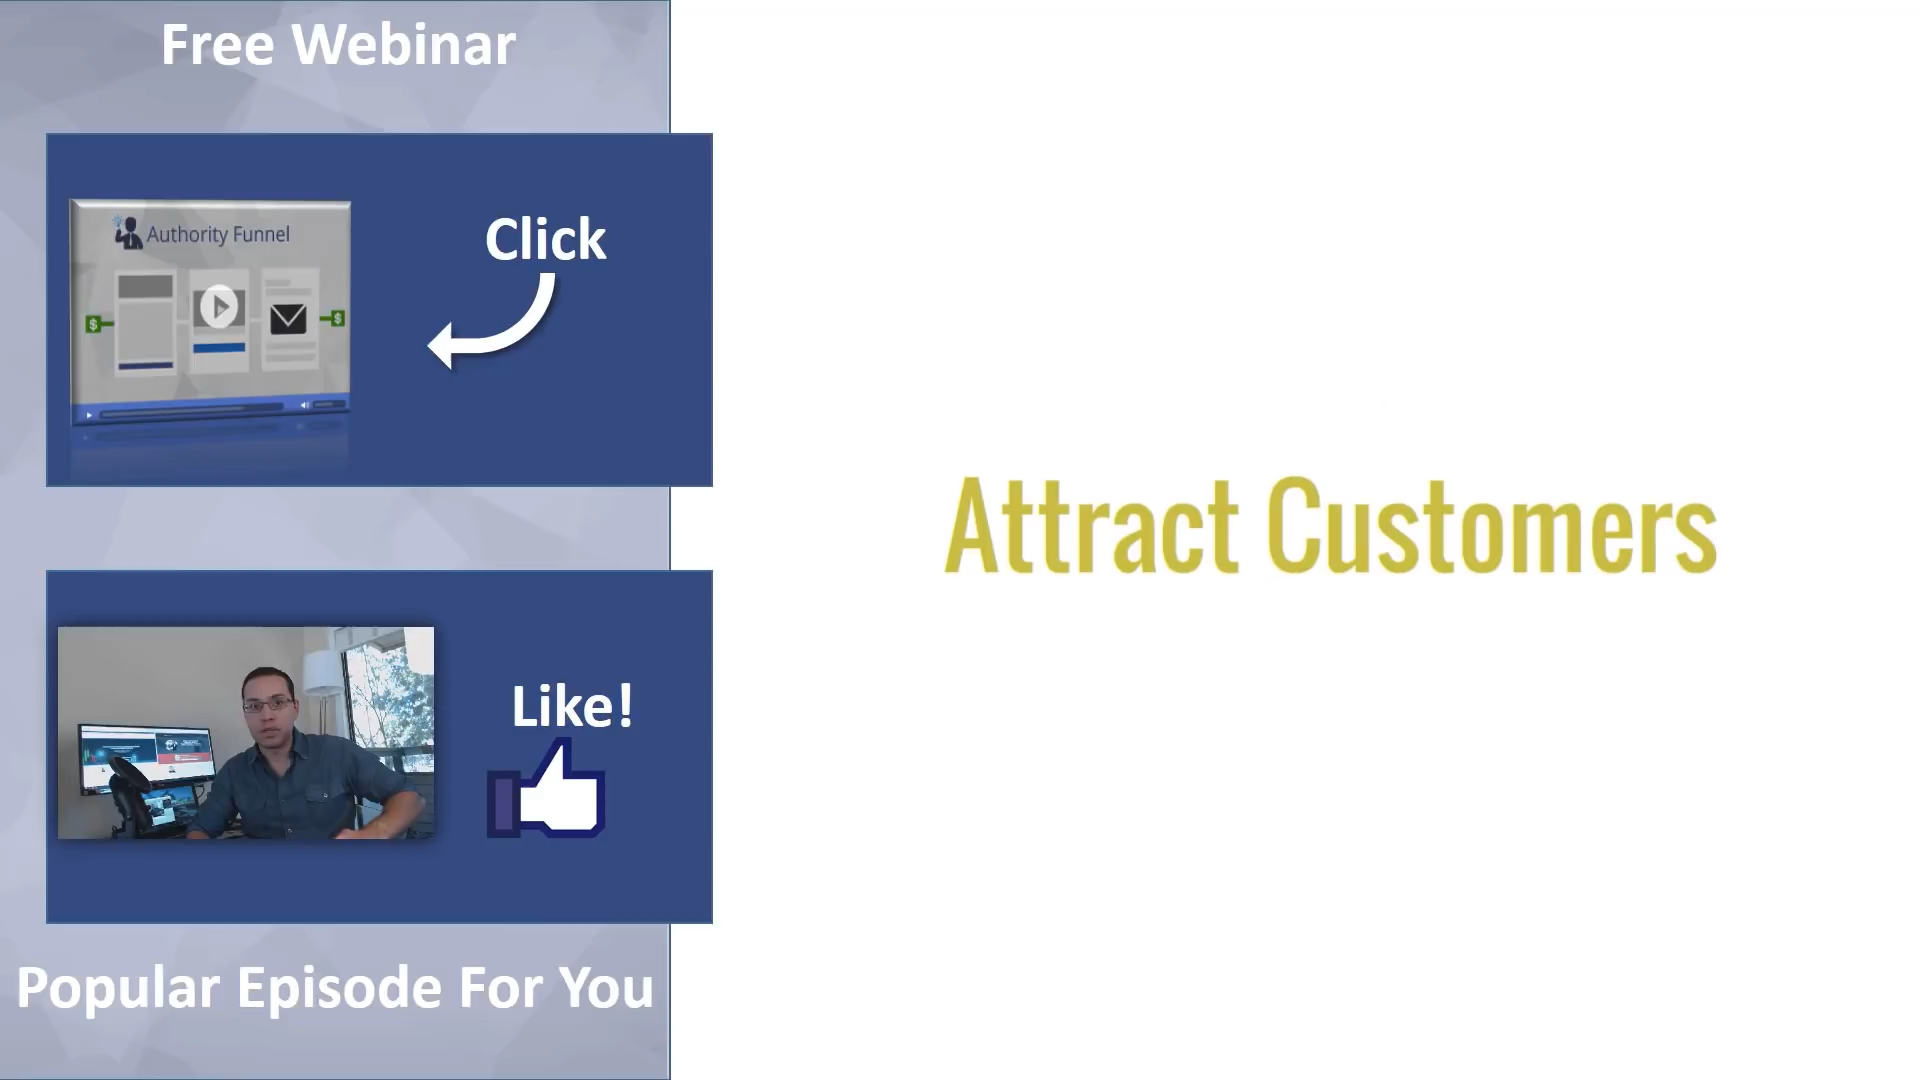 Free Webinar
Authority Funnel
Click
$
$
Like!
Popular Episode For You
Attract Customers